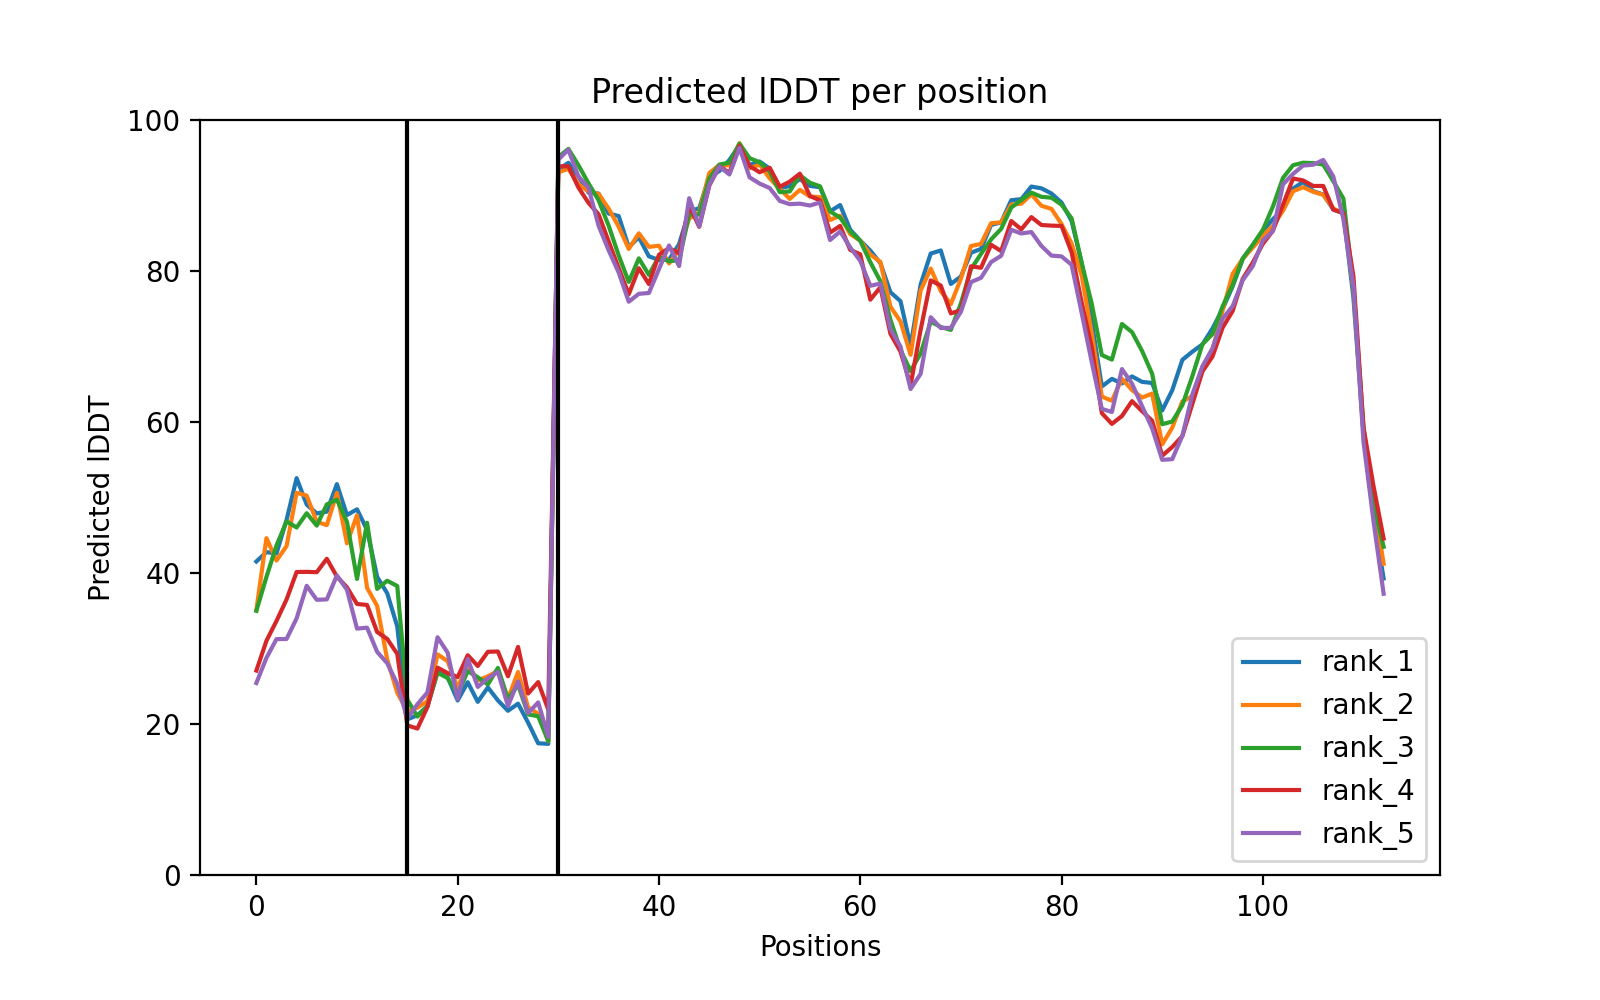 Predicted lDDT per position
100
80
60
40
20
0
Predicted lDDT
0 20 40 60 80 100
Positions
rank_1
rank_2
rank_3
rank_4
rank_5